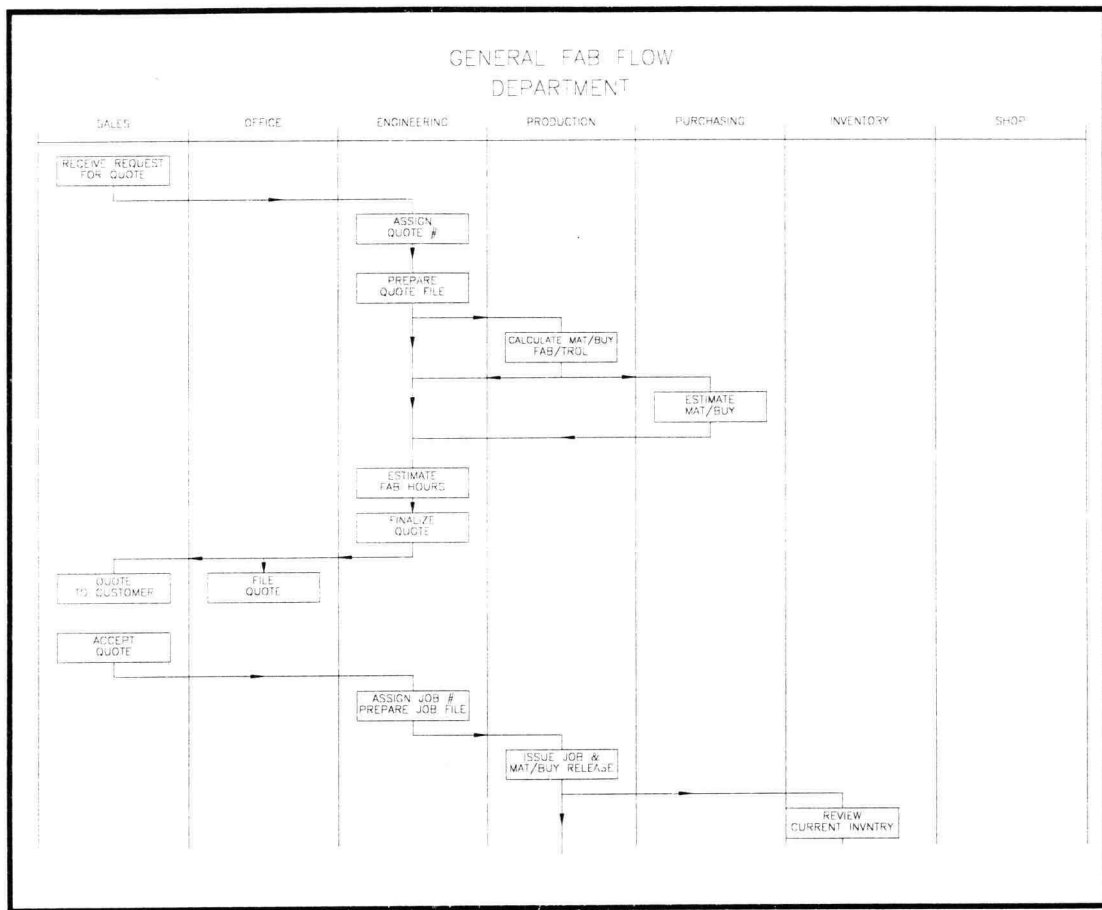 GENERAL FAB FLOW
DEPARTMENT
SALES
OFFICE
ENGINEERING
PRODUCTION
PURCHASING
INVENTORY
SHOP
RECEIVE REQUEST
FOR QUOTE
ASSIGN
QUOTE #
PREPARE
QUOTE FILE
CALCULATE MAT/BUY
FAB/TROL
ESTIMATE
MAT/BUY
ESTIMATE
FAB HOURS
FINALIZE
QUOTE
QUOTE
TO CUSTOMER
FILE
QUOTE
ACCEPT
QUOTE
ASSIGN JOB #
PREPARE JOB FILE
ISSUE JOB &
MAT/BUY RELEASE
REVIEW
CURRENT INVNTRY